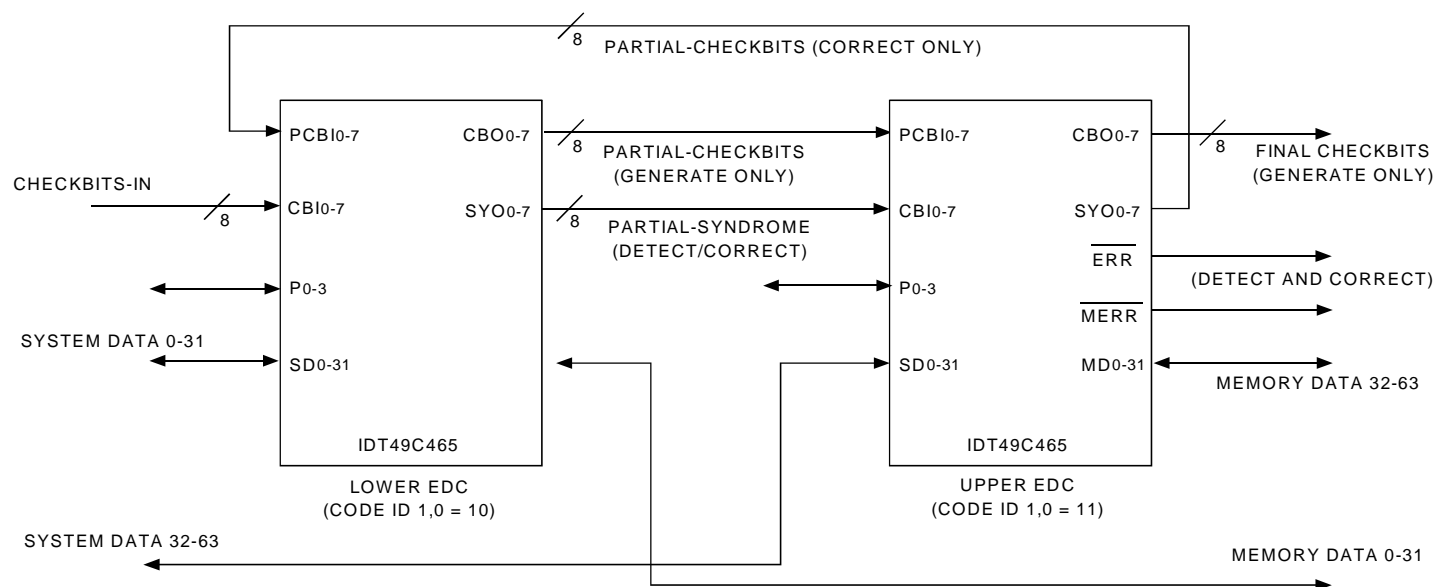 8
PARTIAL-CHECKBITS (CORRECT ONLY)
PCBI0-7
CBO0-7
8
PARTIAL-CHECKBITS
(GENERATE ONLY)
PCBI0-7
CBO0-7
8
FINAL CHECKBITS
(GENERATE ONLY)
CHECKBITS-IN
8
CBI0-7
SYO0-7
8
PARTIAL-SYNDROME
(DETECT/CORRECT)
CBI0-7
SYO0-7
ERR
(DETECT AND CORRECT)
P0-3
P0-3
MERR
SYSTEM DATA 0-31
SD0-31
SD0-31
MD0-31
MEMORY DATA 32-63
IDT49C465
IDT49C465
LOWER EDC
(CODE ID 1,0 = 10)
UPPER EDC
(CODE ID 1,0 = 11)
SYSTEM DATA 32-63
MEMORY DATA 0-31